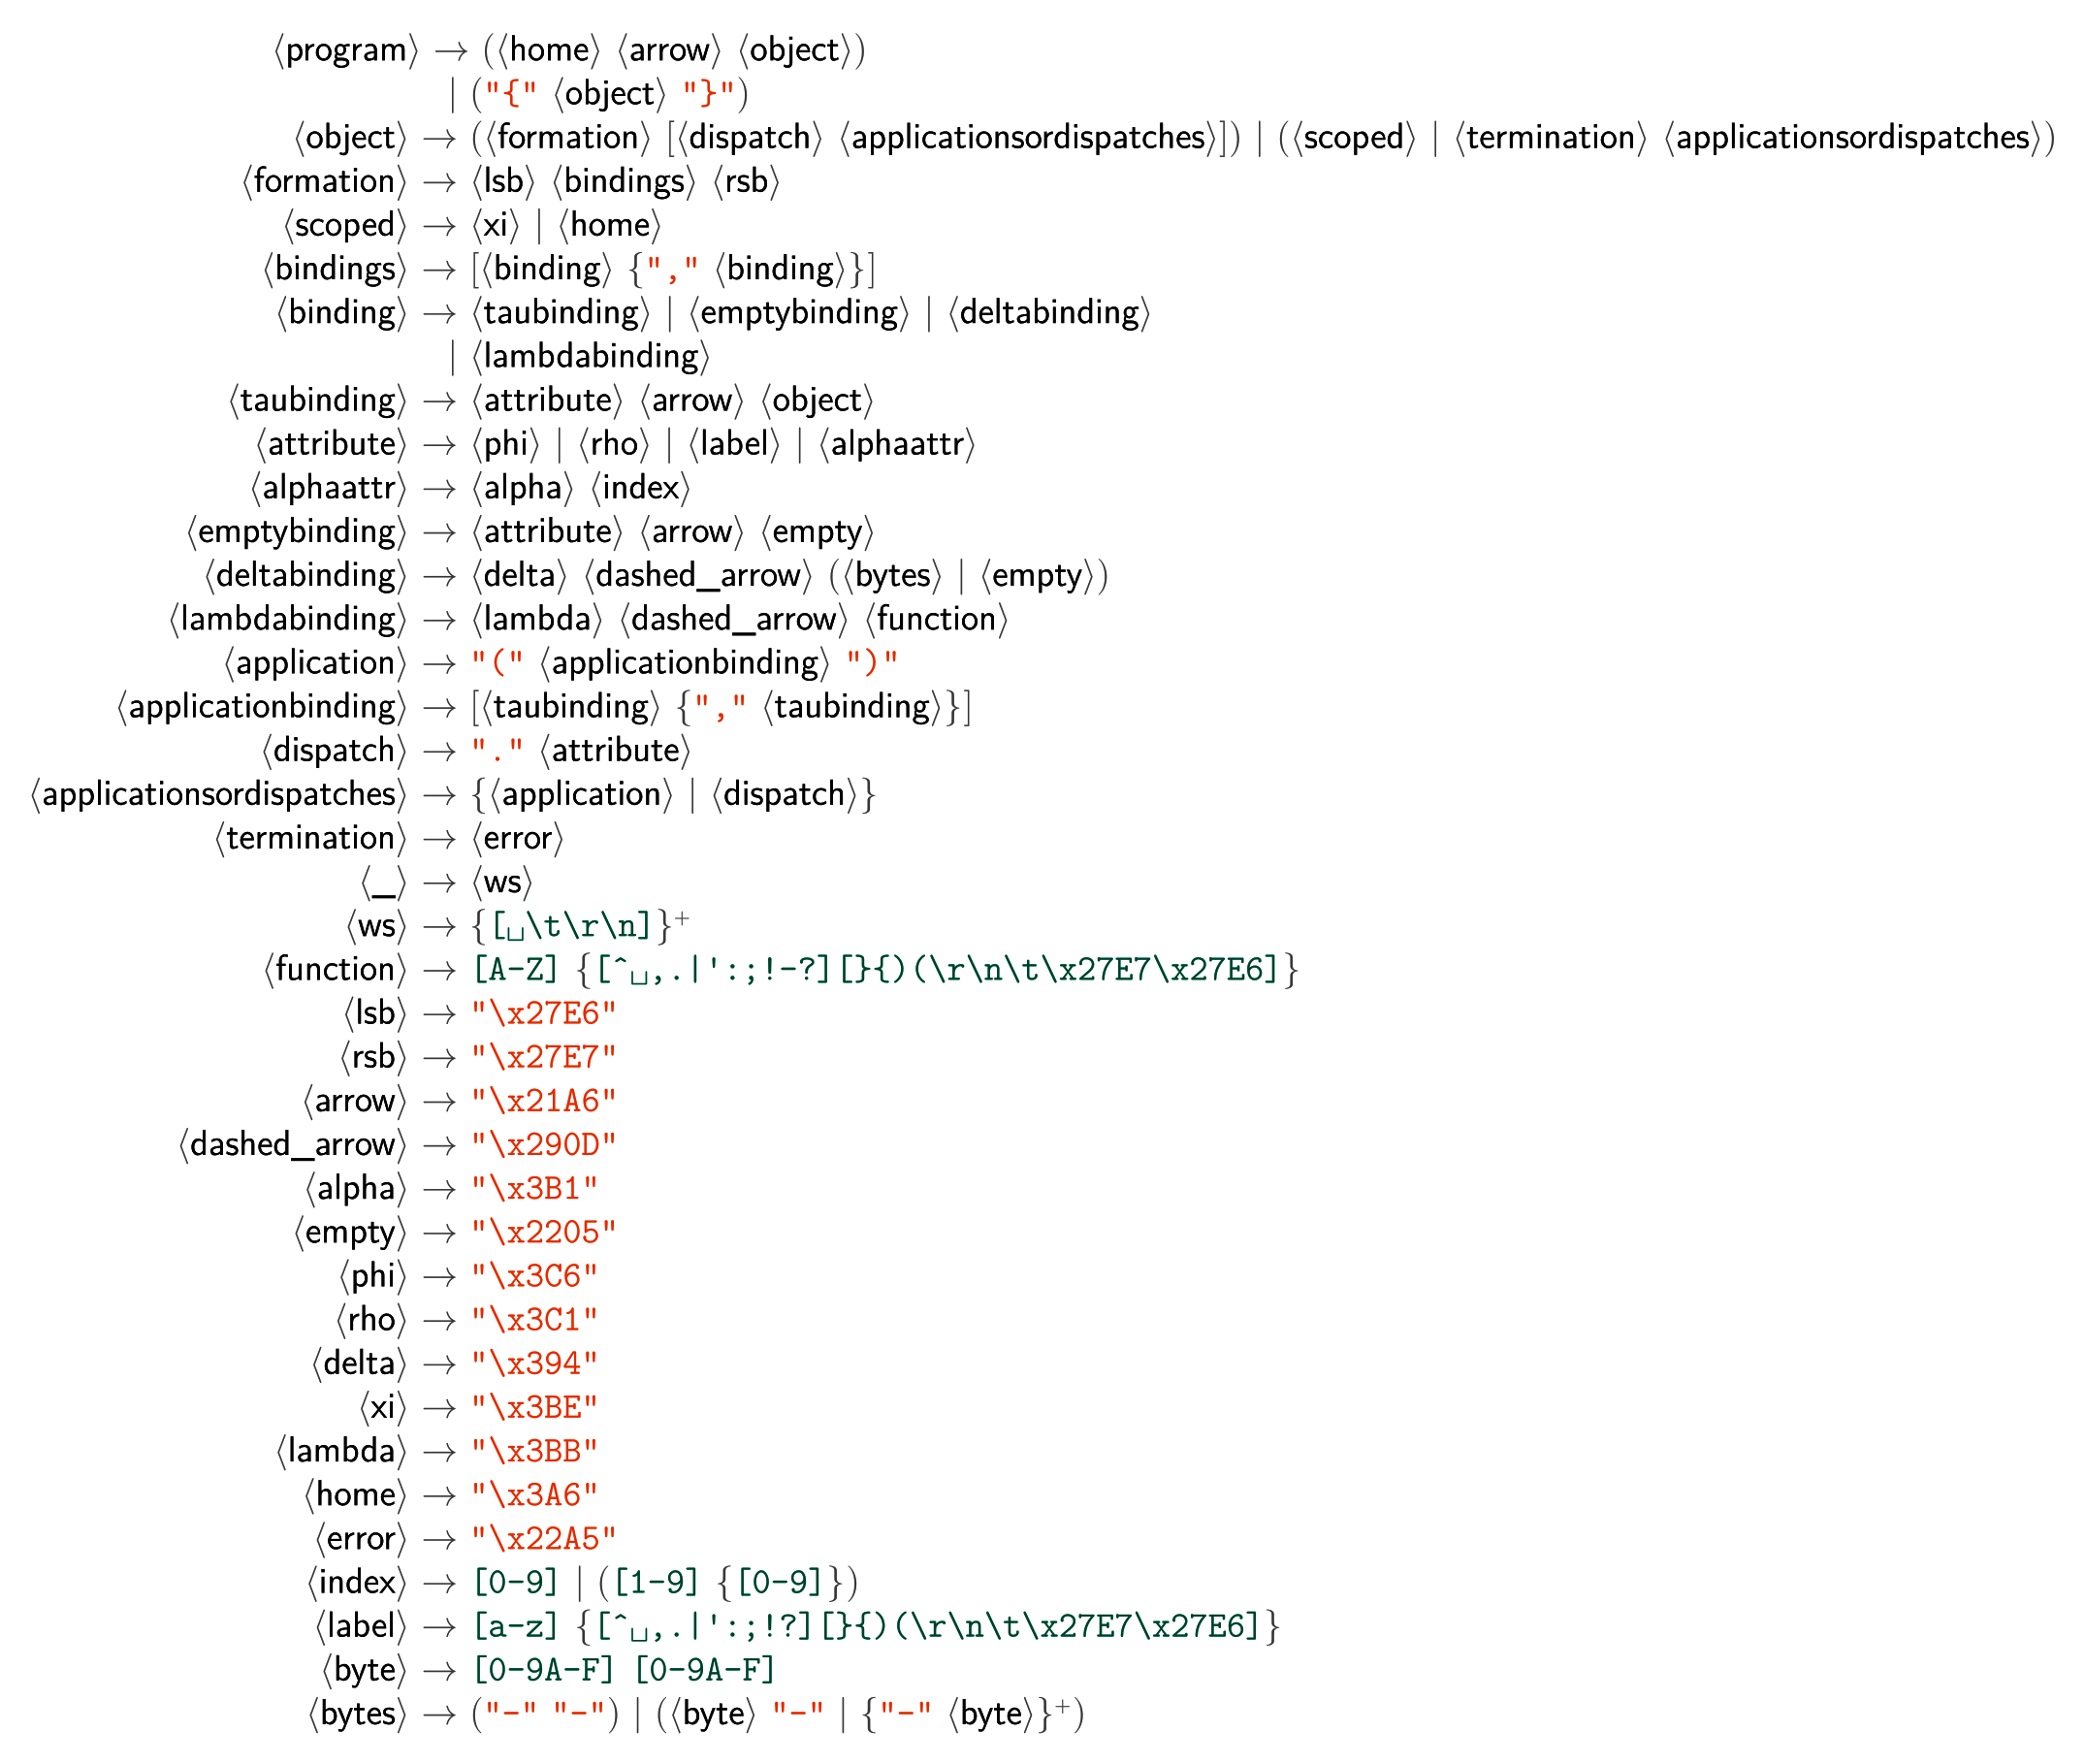 ⟨program⟩ → (⟨home⟩ ⟨arrow⟩ ⟨object⟩)
| ("{" ⟨object⟩ "}")
⟨object⟩ → (⟨formation⟩ [⟨dispatch⟩ ⟨applicationsordispatches⟩]) | (⟨scoped⟩ | ⟨termination⟩ ⟨applicationsordispatches⟩)
⟨formation⟩ → ⟨lsb⟩ ⟨bindings⟩ ⟨rsb⟩
⟨scoped⟩ → ⟨xi⟩ | ⟨home⟩
⟨bindings⟩ → [⟨binding⟩ {"," ⟨binding⟩}]
⟨binding⟩ → ⟨taubinding⟩ | ⟨emptybinding⟩ | ⟨deltabinding⟩
| ⟨lambdabinding⟩
⟨taubinding⟩ → ⟨attribute⟩ ⟨arrow⟩ ⟨object⟩
⟨attribute⟩ → ⟨phi⟩ | ⟨rho⟩ | ⟨label⟩ | ⟨alphaattr⟩
⟨alphaattr⟩ → ⟨alpha⟩ ⟨index⟩
⟨emptybinding⟩ → ⟨attribute⟩ ⟨arrow⟩ ⟨empty⟩
⟨deltabinding⟩ → ⟨delta⟩ ⟨dashed_arrow⟩ (⟨bytes⟩ | ⟨empty⟩)
⟨lambdabinding⟩ → ⟨lambda⟩ ⟨dashed_arrow⟩ ⟨function⟩
⟨application⟩ → "(" ⟨applicationbinding⟩ ")"
⟨applicationbinding⟩ → [⟨taubinding⟩ {"," ⟨taubinding⟩}]
⟨dispatch⟩ → "." ⟨attribute⟩
⟨applicationsordispatches⟩ → {⟨application⟩ | ⟨dispatch⟩}
⟨termination⟩ → ⟨error⟩
⟨_⟩ → ⟨ws⟩
⟨ws⟩ → {[␣\t\r\n]}⁺
⟨function⟩ → [A-Z] {[^␣,.|':;!-?][}{)(\r\n\t\x27E7\x27E6]}
⟨lsb⟩ → "\x27E6"
⟨rsb⟩ → "\x27E7"
⟨arrow⟩ → "\x21A6"
⟨dashed_arrow⟩ → "\x290D"
⟨alpha⟩ → "\x3B1"
⟨empty⟩ → "\x2205"
⟨phi⟩ → "\x3C6"
⟨rho⟩ → "\x3C1"
⟨delta⟩ → "\x394"
⟨xi⟩ → "\x3BE"
⟨lambda⟩ → "\x3BB"
⟨home⟩ → "\x3A6"
⟨error⟩ → "\x22A5"
⟨index⟩ → [0-9] | ([1-9] {[0-9]})
⟨label⟩ → [a-z] {[^␣,.|':;!?][}{)(\r\n\t\x27E7\x27E6]}
⟨byte⟩ → [0-9A-F] [0-9A-F]
⟨bytes⟩ → ("-" "-") | (⟨byte⟩ "-" | {"-" ⟨byte⟩}⁺)